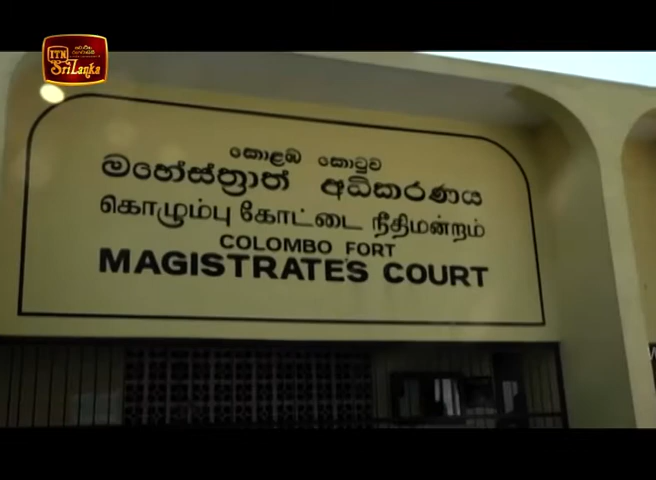 ITN
SriLanka
කොළඹ කොටුව
මහේස්ත්‍රාත් අධිකරණය
கொழும்பு கோட்டை நீதிமன்றம்
COLOMBO FORT
MAGISTRATES COURT